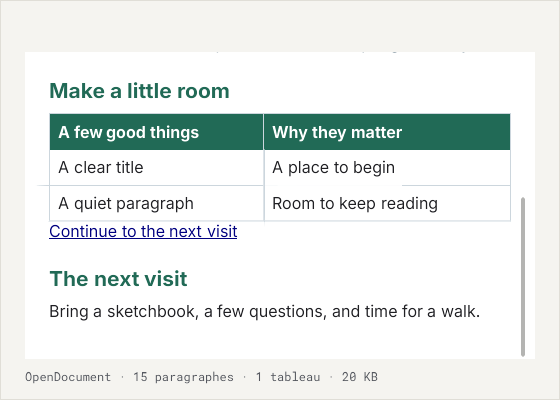 Make a little room
A few good things Why they matter
A clear title A place to begin
A quiet paragraph Room to keep reading
Continue to the next visit
The next visit
Bring a sketchbook, a few questions, and time for a walk.
OpenDocument · 15 paragraphes · 1 tableau · 20 KB